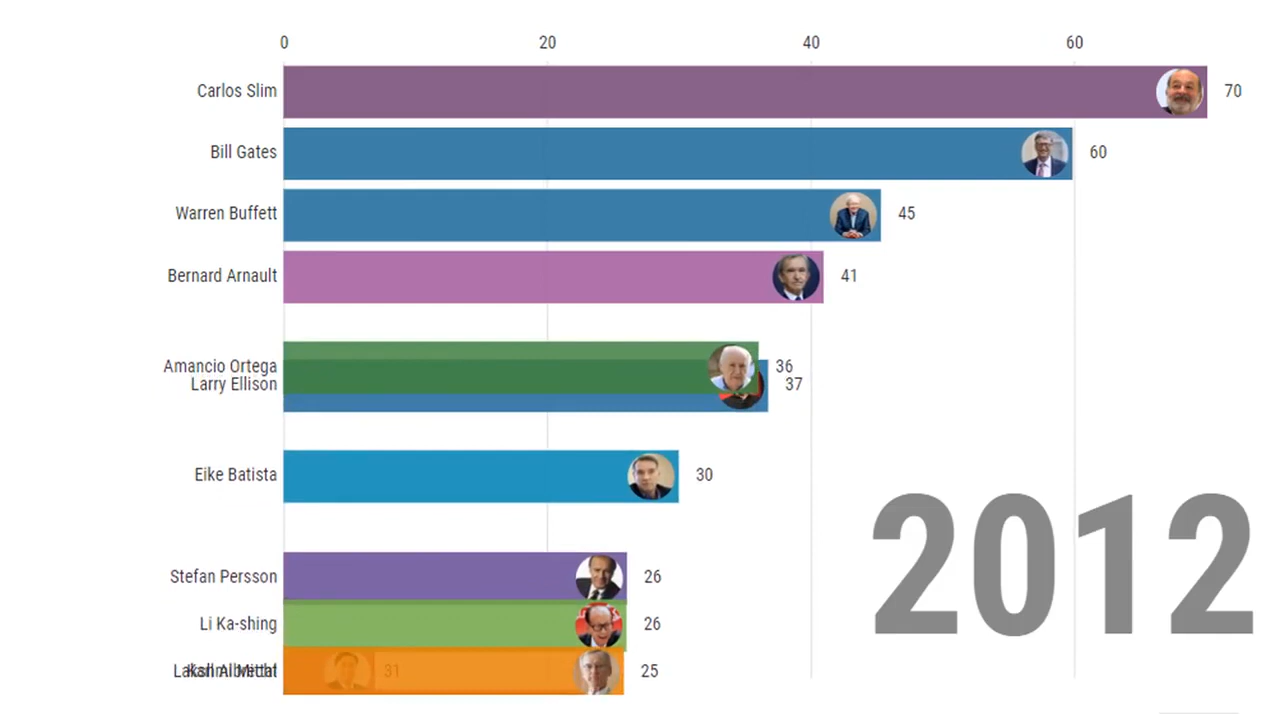 0 20 40 60
Carlos Slim 70
Bill Gates 60
Warren Buffett 45
Bernard Arnault 41
Amancio Ortega 36
Larry Ellison 37
Eike Batista 30
Stefan Persson 26
Li Ka-shing 26
31 25
2012